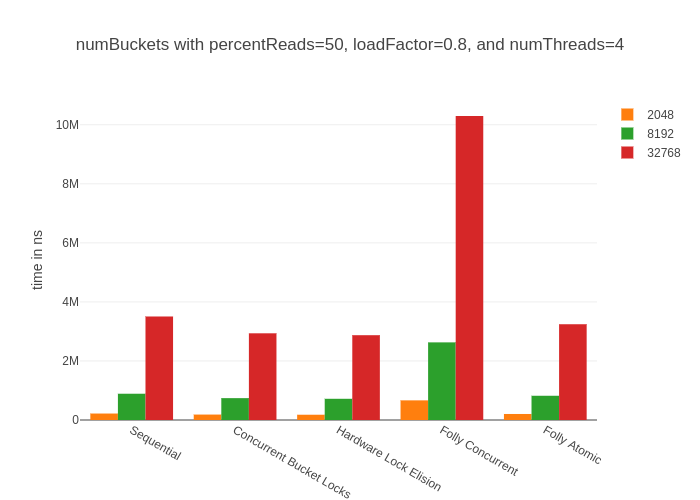 numBuckets with percentReads=50, loadFactor=0.8, and numThreads=4
2048
8192
32768
time in ns
10M
8M
6M
4M
2M
0
Sequential
Concurrent Bucket Locks
Hardware Lock Elision
Folly Concurrent
Folly Atomic